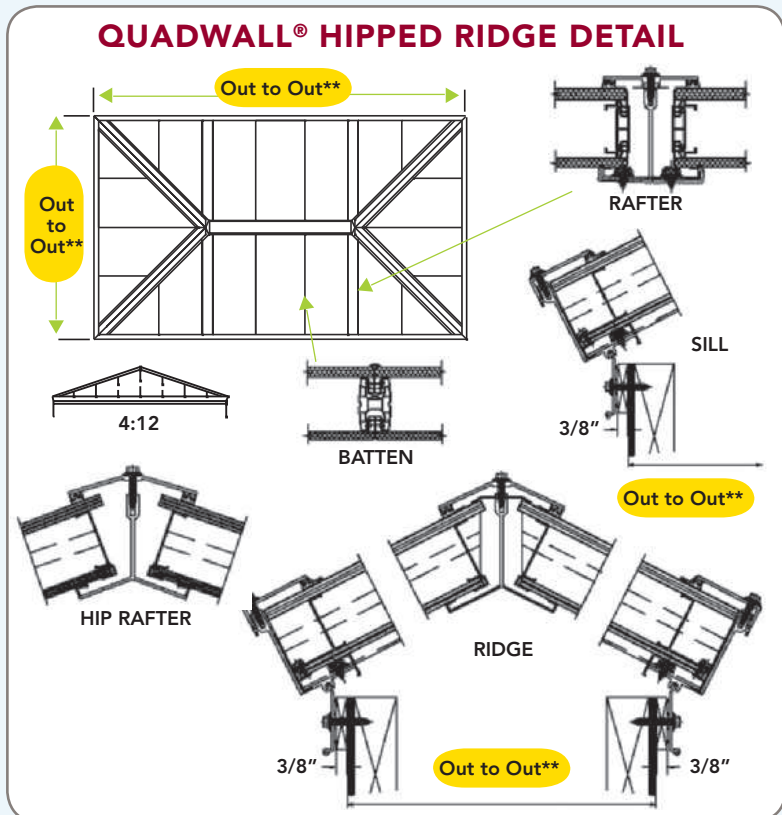 QUADWALL® HIPPED RIDGE DETAIL
Out to Out**
Out
to
Out**
RAFTER
SILL
4:12
BATTEN
3/8”
Out to Out**
HIP RAFTER
RIDGE
3/8”
Out to Out**
3/8”